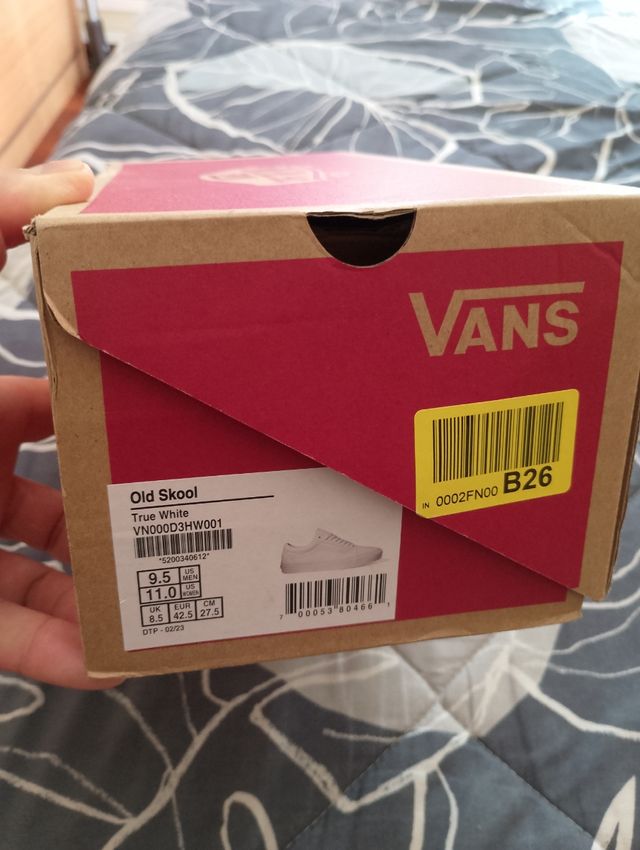 VANS
IN 0002FN00 B26
Old Skool
True White
VN000D3HW001
*5200340612*
9.5 US MEN
11.0 US WOMEN
UK EUR CM
8.5 42.5 27.5
DTP - 02/23
7 00053 80466 1